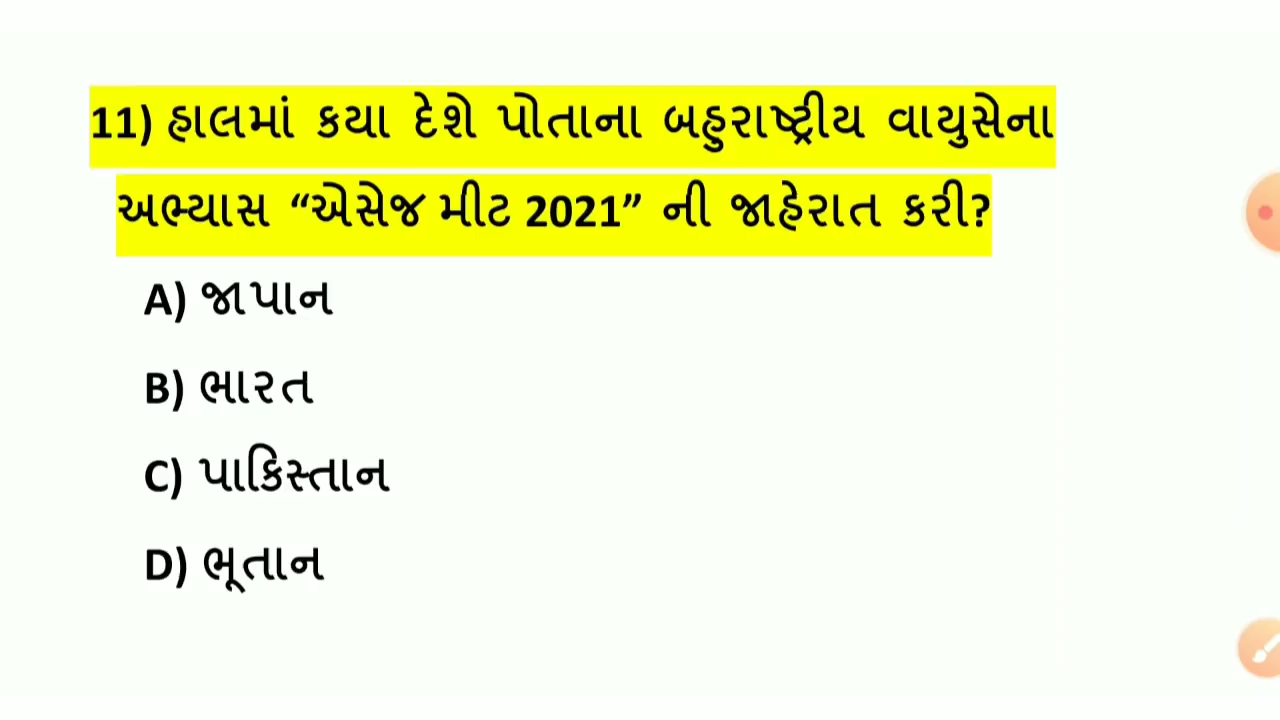 11) હાલમાં કયા દેશે પોતાના બહુરાષ્ટ્રીય વાયુસેના
અભ્યાસ “એસેજ મીટ 2021” ની જાહેરાત કરી?
A) જાપાન
B) ભારત
C) પાકિસ્તાન
D) ભૂતાન